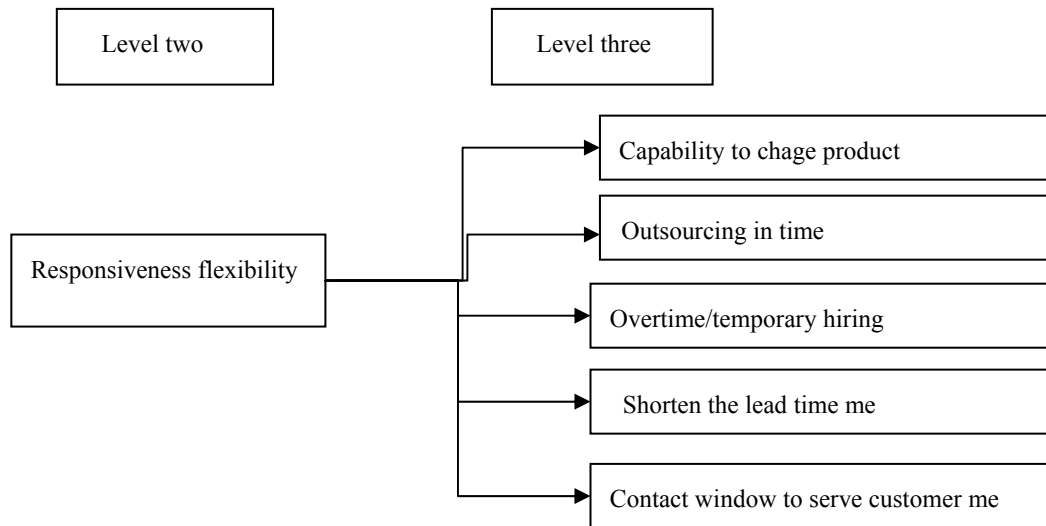 Level two
Level three
Capability to chage product
Outsourcing in time
Responsiveness flexibility
Overtime/temporary hiring
Shorten the lead time me
Contact window to serve customer me